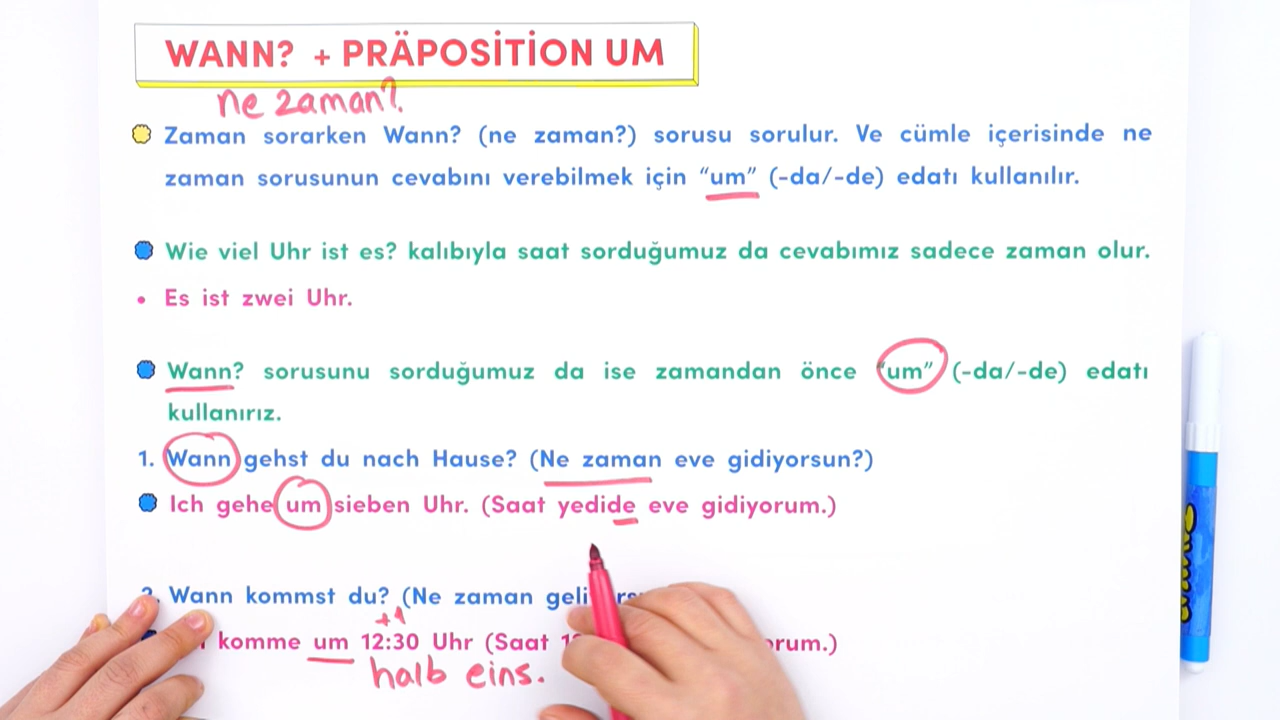 WANN? + PRÄPOSİTİON UM
ne zaman?
Zaman sorarken Wann? (ne zaman?) sorusu sorulur. Ve cümle içerisinde ne
zaman sorusunun cevabını verebilmek için “um” (-da/-de) edatı kullanılır.
Wie viel Uhr ist es? kalıbıyla saat sorduğumuz da cevabımız sadece zaman olur.
• Es ist zwei Uhr.
Wann? sorusunu sorduğumuz da ise zamandan önce “um” (-da/-de) edatı
kullanırız.
1. Wann gehst du nach Hause? (Ne zaman eve gidiyorsun?)
Ich gehe um sieben Uhr. (Saat yedide eve gidiyorum.)
Wann kommst du? (Ne zaman
+1
komme um 12:30 Uhr (Saat
halb eins.